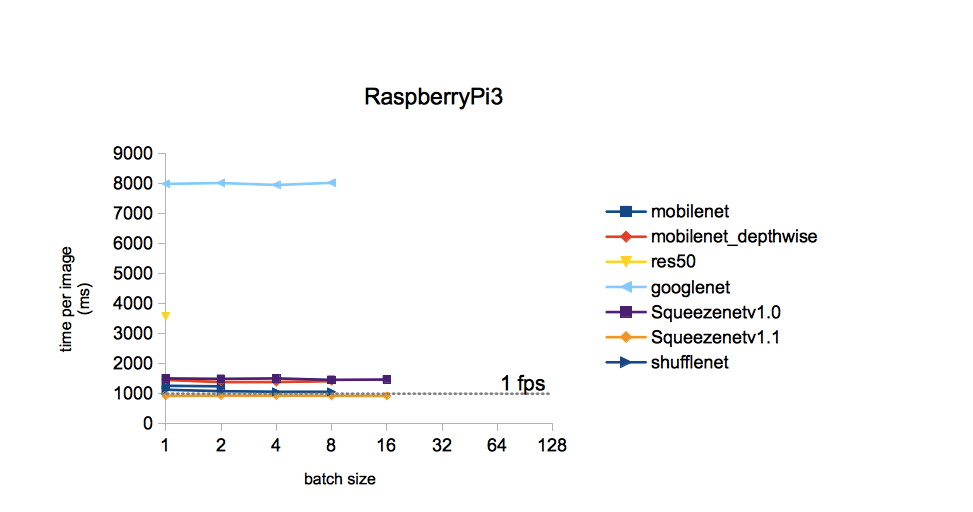 RaspberryPi3
9000
8000
7000
6000
5000
4000
3000
2000
1000
0
time per image
(ms)
1 fps
1 2 4 8 16 32 64 128
batch size
mobilenet
mobilenet_depthwise
res50
googlenet
Squeezenetv1.0
Squeezenetv1.1
shufflenet